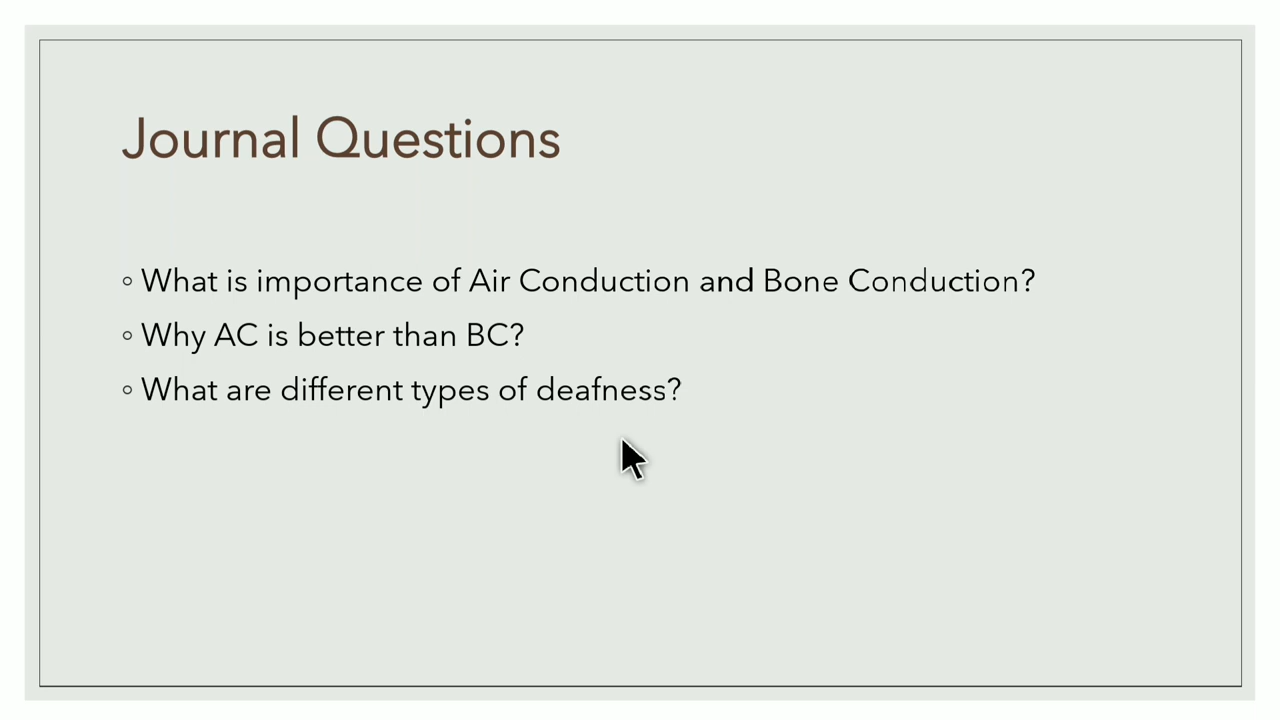 Journal Questions
◦ What is importance of Air Conduction and Bone Conduction?
◦ Why AC is better than BC?
◦ What are different types of deafness?